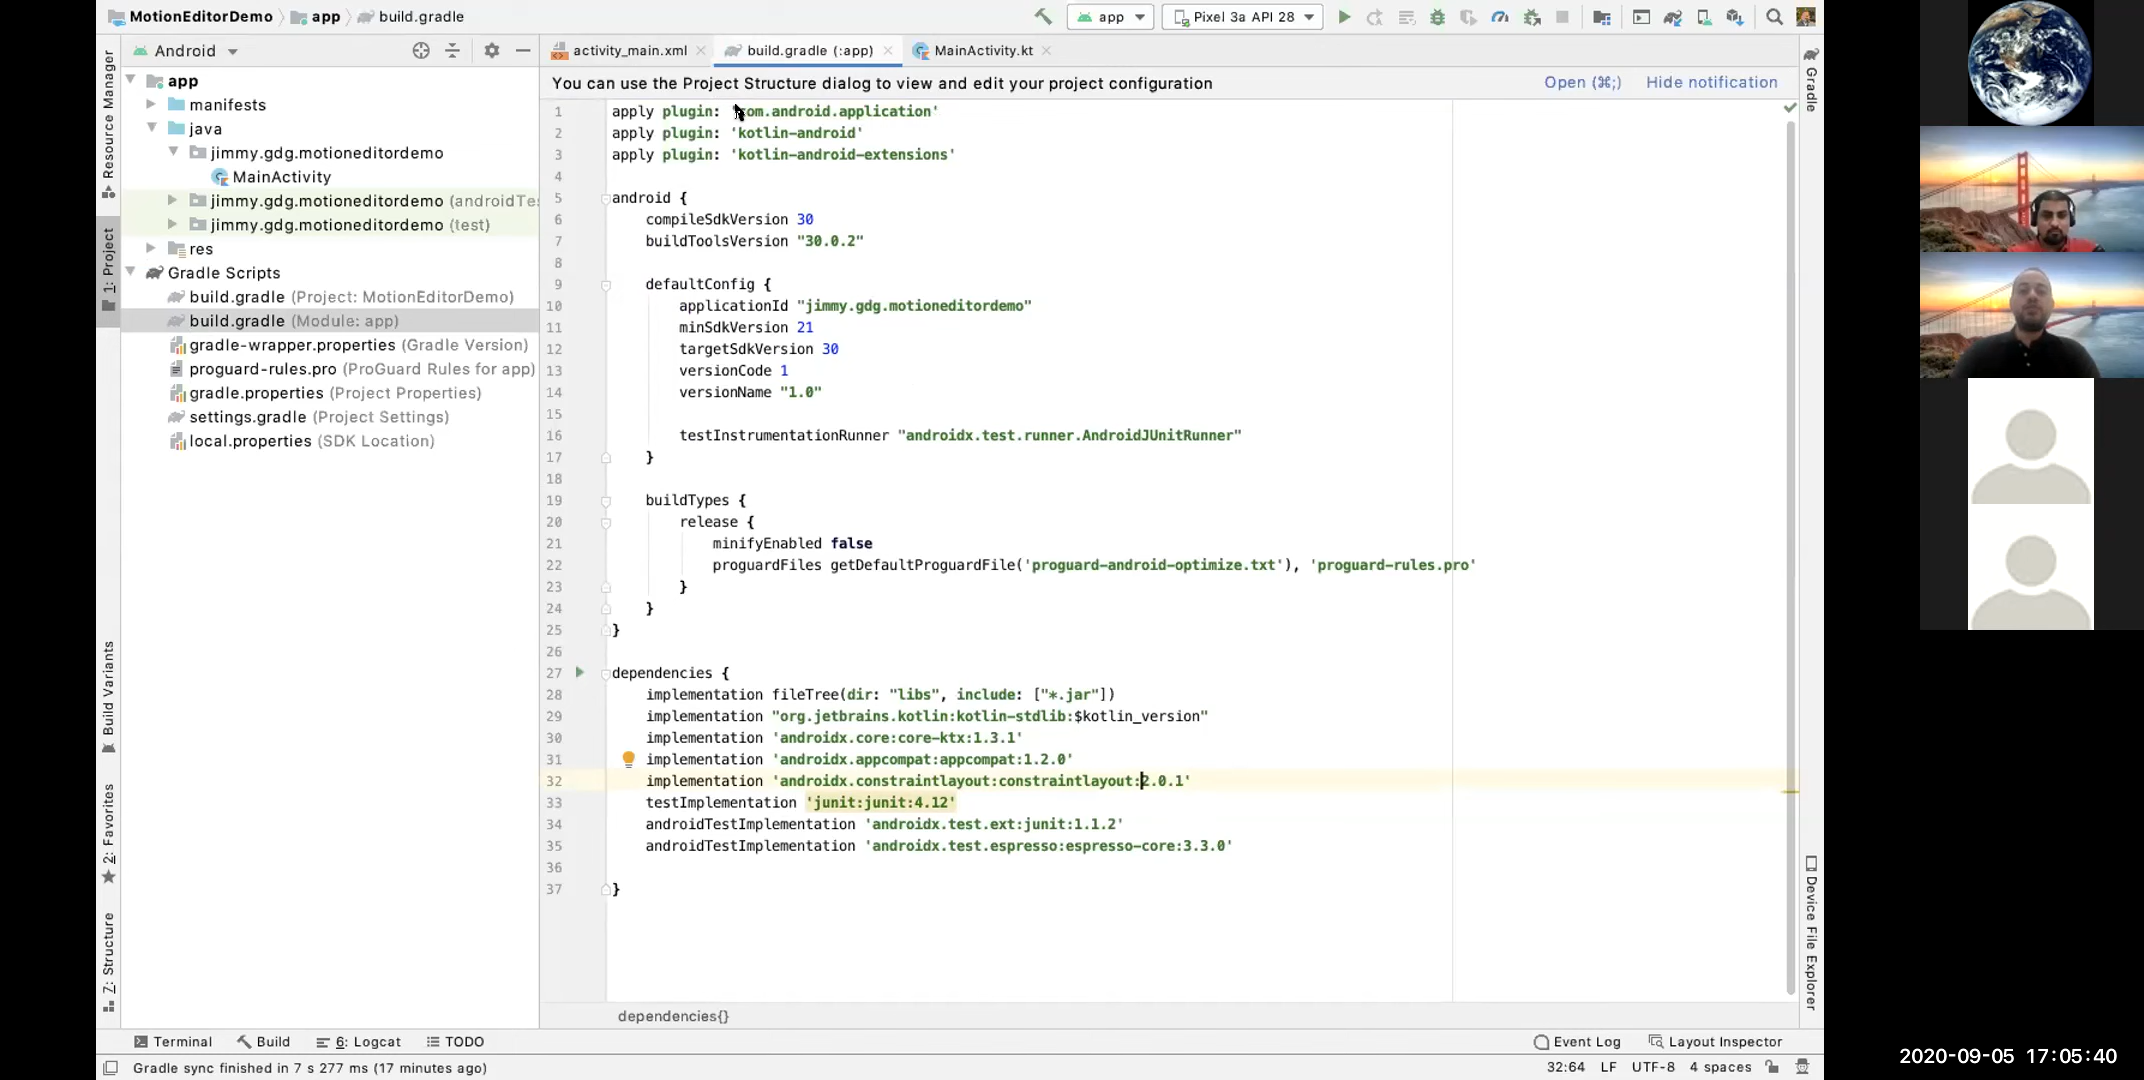 MotionEditorDemo app build.gradle
app Pixel 3a API 28
Android
activity_main.xml build.gradle (:app) MainActivity.kt
You can use the Project Structure dialog to view and edit your project configuration Open (⌘;) Hide notification
Resource Manager
1: Project
Build Variants
2: Favorites
7: Structure
app
manifests
java
jimmy.gdg.motioneditordemo
MainActivity
jimmy.gdg.motioneditordemo (androidTe
jimmy.gdg.motioneditordemo (test)
res
Gradle Scripts
build.gradle (Project: MotionEditorDemo)
build.gradle (Module: app)
gradle-wrapper.properties (Gradle Version)
proguard-rules.pro (ProGuard Rules for app)
gradle.properties (Project Properties)
settings.gradle (Project Settings)
local.properties (SDK Location)
1 apply plugin: 'com.android.application'
2 apply plugin: 'kotlin-android'
3 apply plugin: 'kotlin-android-extensions'
4
5 android {
6 compileSdkVersion 30
7 buildToolsVersion "30.0.2"
8
9 defaultConfig {
10 applicationId "jimmy.gdg.motioneditordemo"
11 minSdkVersion 21
12 targetSdkVersion 30
13 versionCode 1
14 versionName "1.0"
15
16 testInstrumentationRunner "androidx.test.runner.AndroidJUnitRunner"
17 }
18
19 buildTypes {
20 release {
21 minifyEnabled false
22 proguardFiles getDefaultProguardFile('proguard-android-optimize.txt'), 'proguard-rules.pro'
23 }
24 }
25 }
26
27 dependencies {
28 implementation fileTree(dir: "libs", include: ["*.jar"])
29 implementation "org.jetbrains.kotlin:kotlin-stdlib:$kotlin_version"
30 implementation 'androidx.core:core-ktx:1.3.1'
31 implementation 'androidx.appcompat:appcompat:1.2.0'
32 implementation 'androidx.constraintlayout:constraintlayout:2.0.1'
33 testImplementation 'junit:junit:4.12'
34 androidTestImplementation 'androidx.test.ext:junit:1.1.2'
35 androidTestImplementation 'androidx.test.espresso:espresso-core:3.3.0'
36
37 }
dependencies{}
Gradle
Device File Explorer
Terminal Build 6: Logcat TODO Event Log Layout Inspector
Gradle sync finished in 7 s 277 ms (17 minutes ago) 32:64 LF UTF-8 4 spaces
2020-09-05 17:05:40